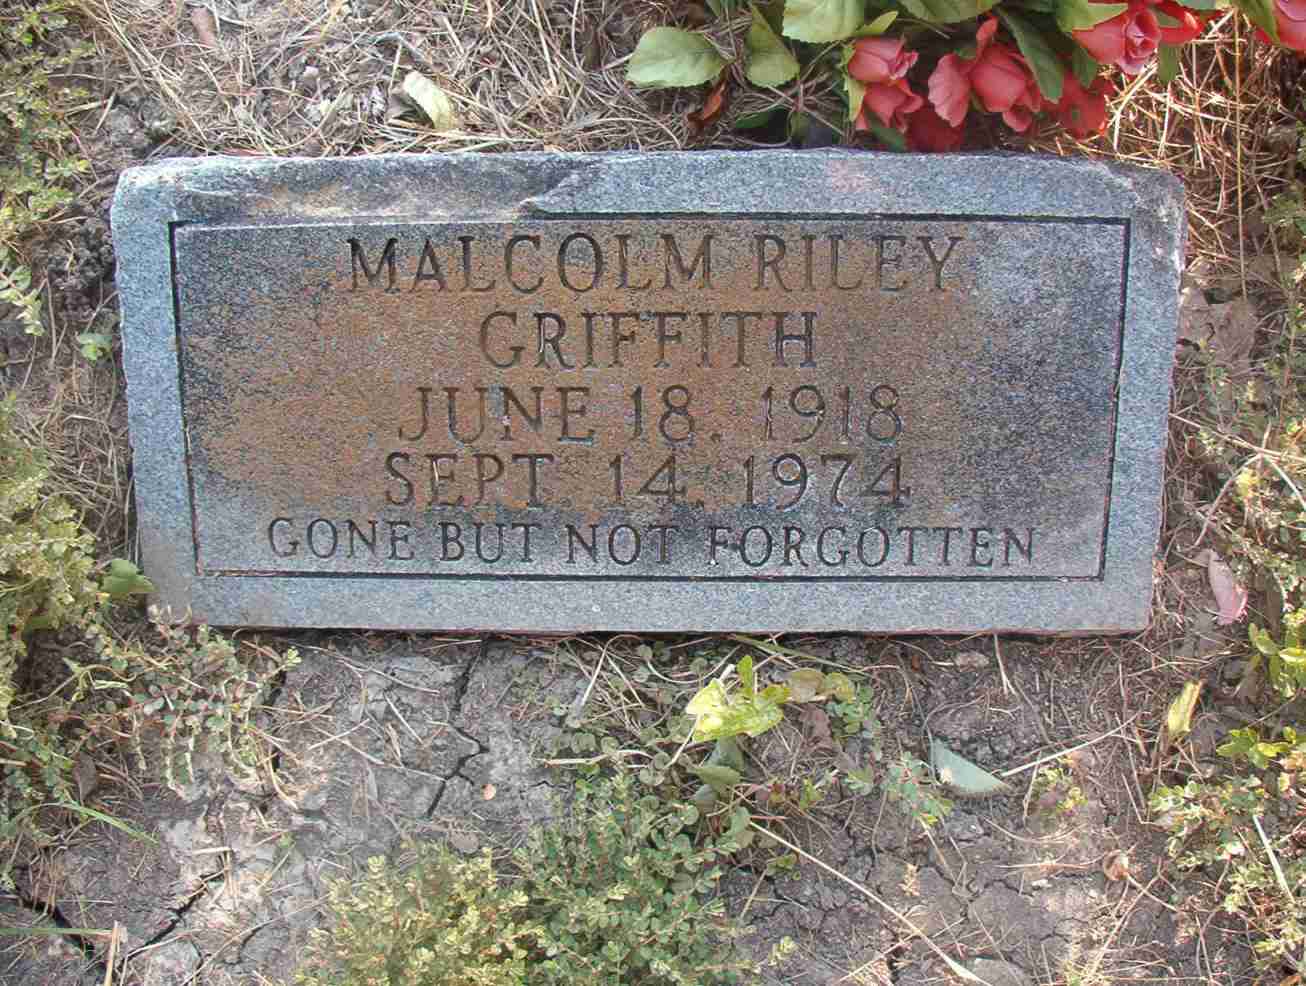 MALCOLM RILEY
GRIFFITH
JUNE 18, 1918
SEPT. 14, 1974
GONE BUT NOT FORGOTTEN